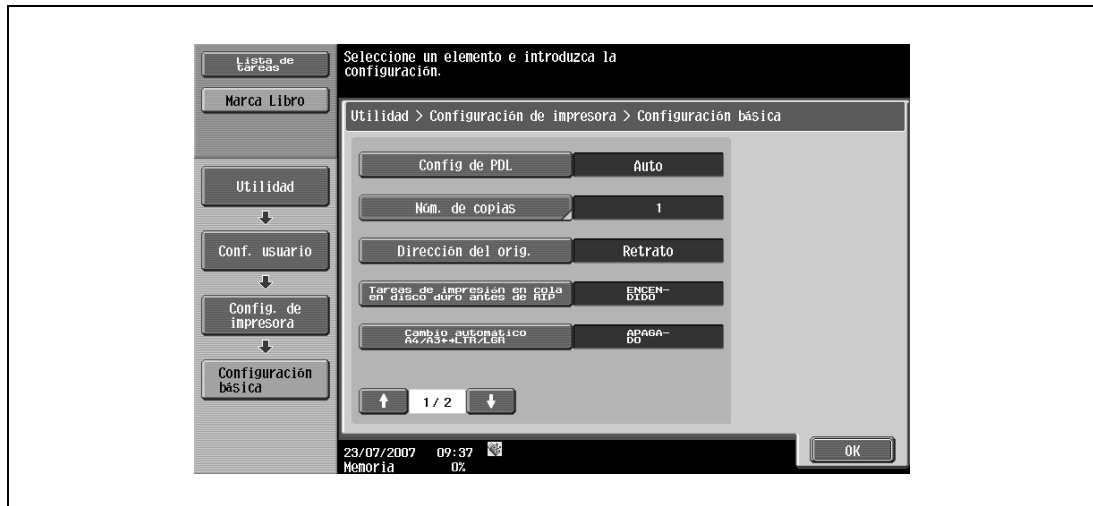 Lista de
tareas
Marca Libro
Seleccione un elemento e introduzca la
configuración.
Utilidad > Configuración de impresora > Configuración básica
Utilidad
Conf. usuario
Config. de
impresora
Configuración
básica
Config de PDL
Auto
Núm. de copias
1
Dirección del orig.
Retrato
Tareas de impresión en cola
en disco duro antes de RIP
ENCEN-
DIDO
Cambio automático
A4/A3↔LTR/LGR
APAGA-
DO
1/ 2
23/07/2007 09:37
Memoria 0%
OK